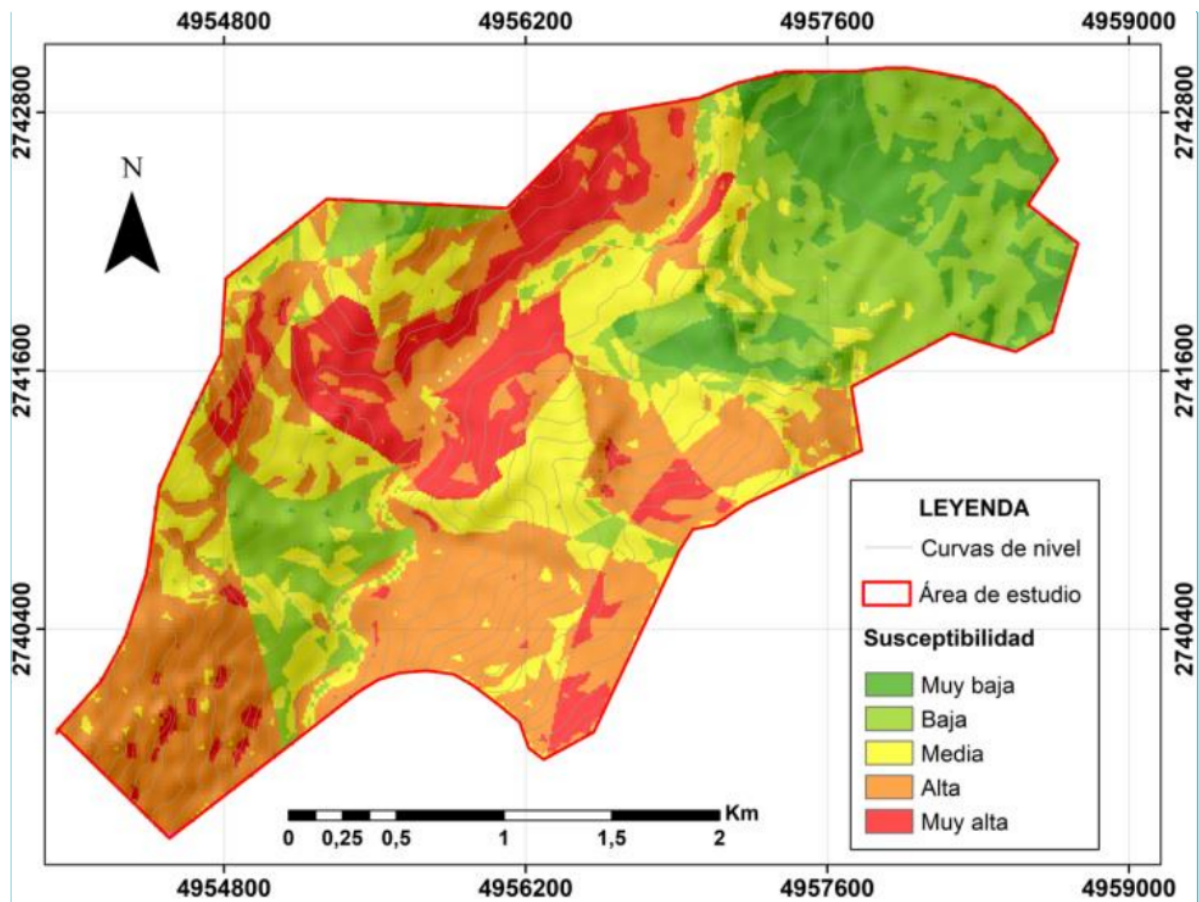 4954800 4956200 4957600 4959000
2742800 2742800
N
2741600 2741600
LEYENDA
Curvas de nivel
Área de estudio
2740400 2740400
Susceptibilidad
Muy baja
Baja
Media
Alta
Muy alta
Km
0 0,25 0,5 1 1,5 2
4954800 4956200 4957600 4959000